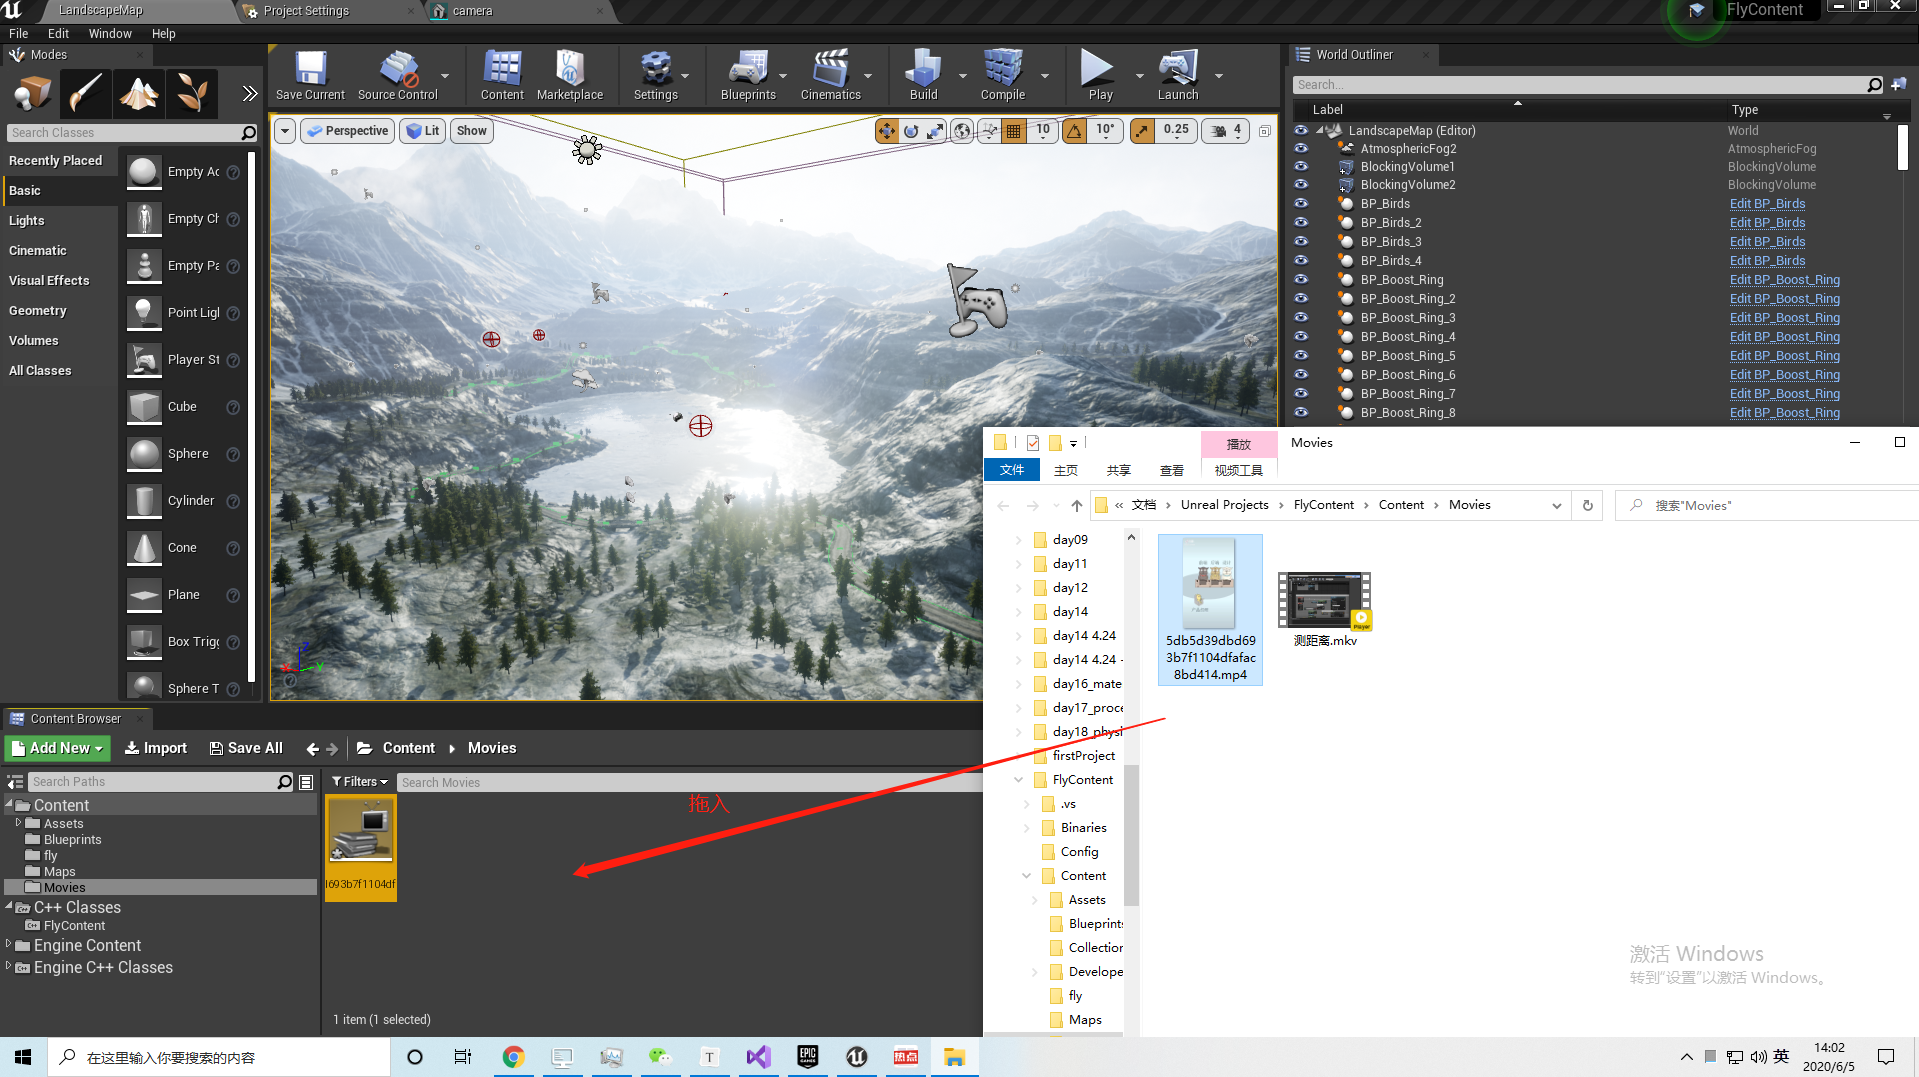 LandscapeMap
Project Settings
camera
FlyContent
File Edit Window Help
Modes
Search Classes
Recently Placed
Basic
Lights
Cinematic
Visual Effects
Geometry
Volumes
All Classes
Empty Ac
Empty Ch
Empty Pa
Point Ligh
Player St
Cube
Sphere
Cylinder
Cone
Plane
Box Trigg
Sphere T
Save Current
Source Control
Content
Marketplace
Settings
Blueprints
Cinematics
Build
Compile
Play
Launch
Perspective
Lit
Show
10
10°
0.25
4
World Outliner
Search...
Label Type
LandscapeMap (Editor) World
AtmosphericFog2 AtmosphericFog
BlockingVolume1 BlockingVolume
BlockingVolume2 BlockingVolume
BP_Birds Edit BP_Birds
BP_Birds_2 Edit BP_Birds
BP_Birds_3 Edit BP_Birds
BP_Birds_4 Edit BP_Birds
BP_Boost_Ring Edit BP_Boost_Ring
BP_Boost_Ring_2 Edit BP_Boost_Ring
BP_Boost_Ring_3 Edit BP_Boost_Ring
BP_Boost_Ring_4 Edit BP_Boost_Ring
BP_Boost_Ring_5 Edit BP_Boost_Ring
BP_Boost_Ring_6 Edit BP_Boost_Ring
BP_Boost_Ring_7 Edit BP_Boost_Ring
BP_Boost_Ring_8 Edit BP_Boost_Ring
Content Browser
Add New
Import
Save All
Content
Movies
Search Paths
Filters
Search Movies
Content
Assets
Blueprints
fly
Maps
Movies
C++ Classes
FlyContent
Engine Content
Engine C++ Classes
l693b7f1104df
拖入
1 item (1 selected)
播放
Movies
文件
主页
共享
查看
视频工具
« 文档 › Unreal Projects › FlyContent › Content › Movies
搜索"Movies"
day09
day11
day12
day14
day14 4.24
day14 4.24 -
day16_mate
day17_proce
day18_physi
firstProject
FlyContent
.vs
Binaries
Config
Content
Assets
Blueprints
Collection
Develope
fly
Maps
5db5d39dbd69
3b7f1104dfafac
8bd414.mp4
测距离.mkv
激活 Windows
转到"设置"以激活 Windows。
在这里输入你要搜索的内容
T
EPIC
GAMES
热点
英
14:02
2020/6/5